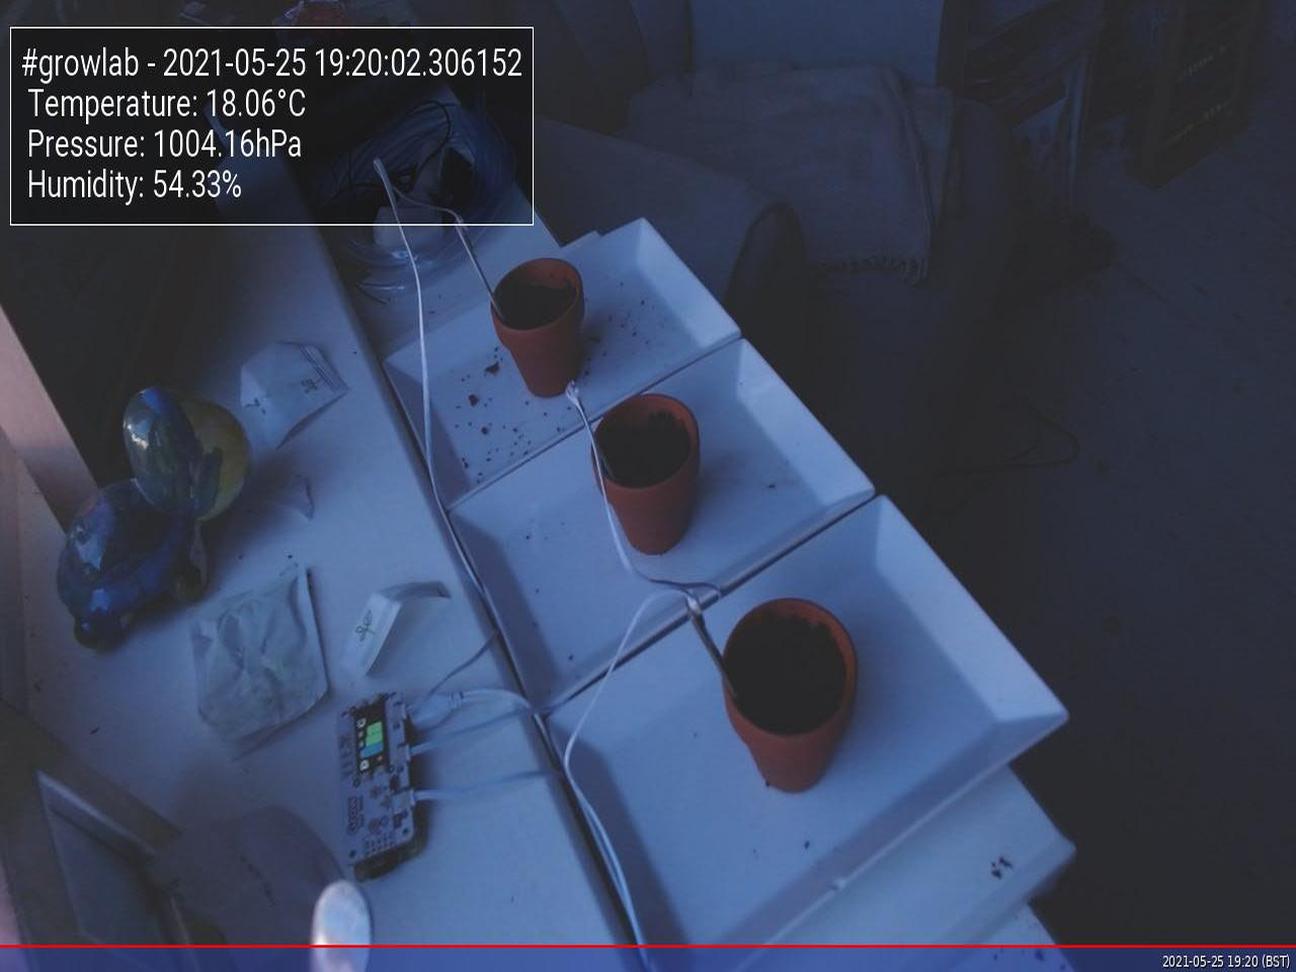 #growlab - 2021-05-25 19:20:02.306152
Temperature: 18.06°C
Pressure: 1004.16hPa
Humidity: 54.33%
2021-05-25 19:20 (BST)